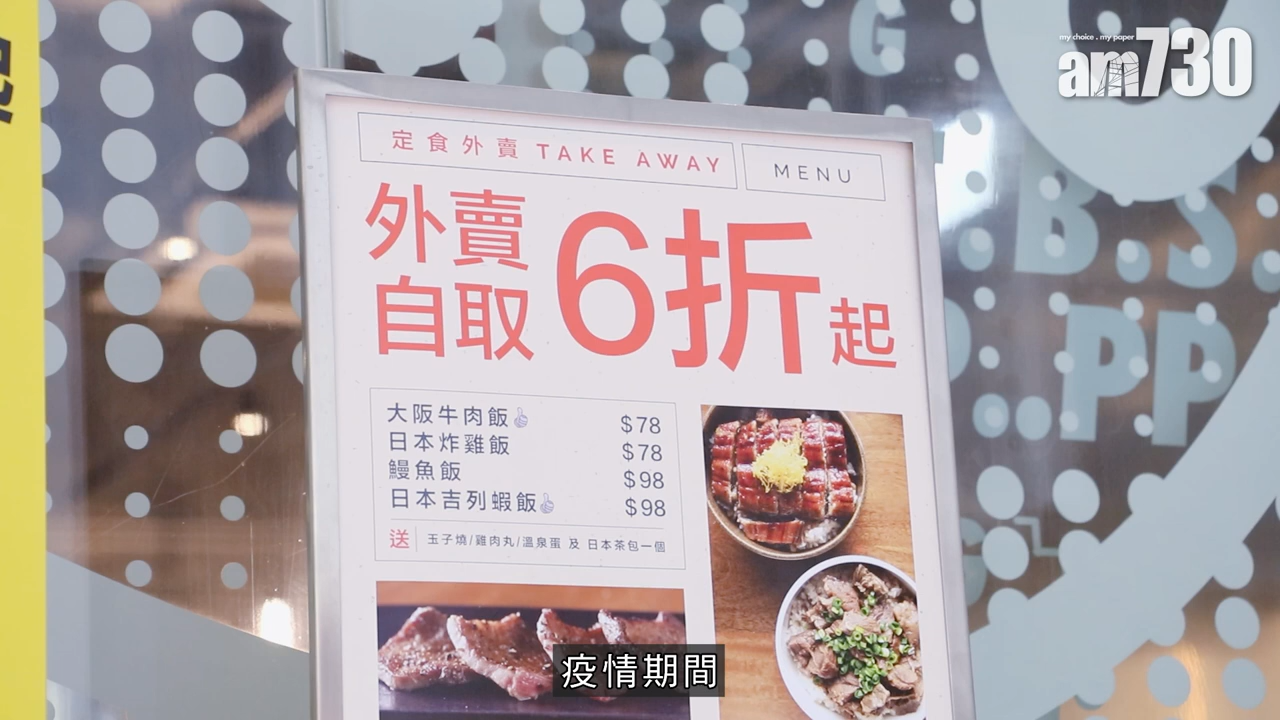 my choice . my paper
am730
定食外賣 TAKE AWAY
MENU
外賣
自取
6折起
大阪牛肉飯 $78
日本炸雞飯 $78
鰻魚飯 $98
日本吉列蝦飯 $98
送 玉子燒/雞肉丸/溫泉蛋 及 日本茶包一個
G
B.S
PP
疫情期間